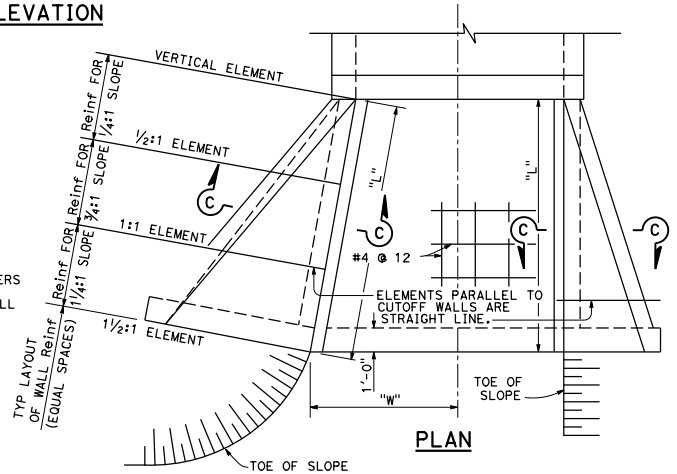 LEVATION
VERTICAL ELEMENT
Reinf FOR
1/4:1 SLOPE
1/2:1 ELEMENT
Reinf FOR
3/4:1 SLOPE
1:1 ELEMENT
Reinf FOR
1 1/4:1 SLOPE
1 1/2:1 ELEMENT
ERS
LL
TYP LAYOUT
OF WALL Reinf
(EQUAL SPACES)
"L"
"L"
C
C
C
C
#4 @ 12
ELEMENTS PARALLEL TO
CUTOFF WALLS ARE
STRAIGHT LINE.
1'-0"
"W"
TOE OF
SLOPE
PLAN
TOE OF SLOPE